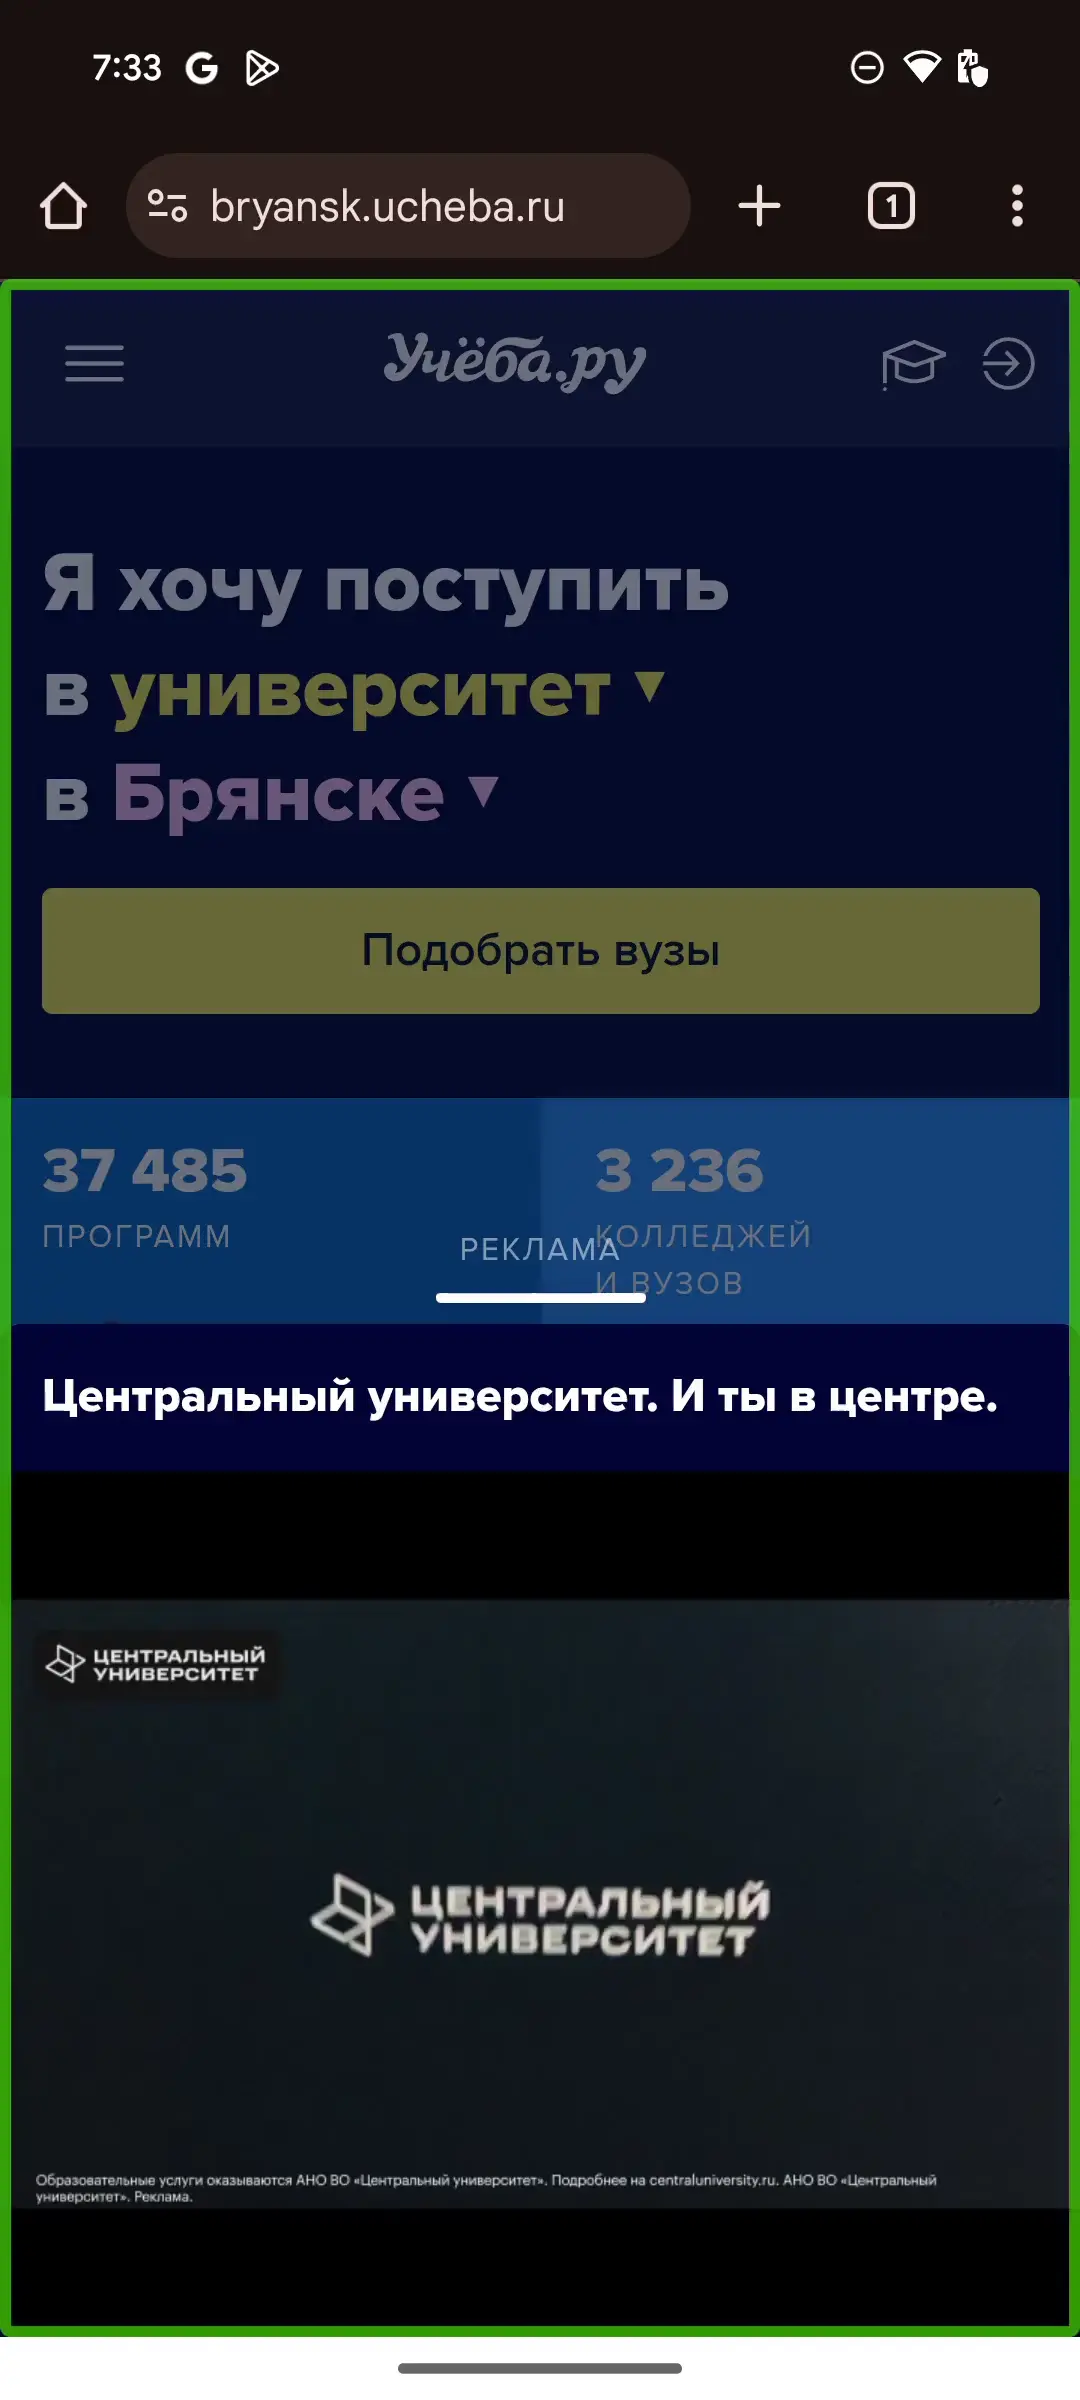 7:33
bryansk.ucheba.ru
1
Учёба.ру
Я хочу поступить
в университет ▼
в Брянске ▼
Подобрать вузы
37 485
ПРОГРАММ
3 236
КОЛЛЕДЖЕЙ
И ВУЗОВ
РЕКЛАМА
Центральный университет. И ты в центре.
ЦЕНТРАЛЬНЫЙ
УНИВЕРСИТЕТ
ЦЕНТРАЛЬНЫЙ
УНИВЕРСИТЕТ
Образовательные услуги оказываются АНО ВО «Центральный университет». Подробнее на centraluniversity.ru. АНО ВО «Центральный
университет». Реклама.